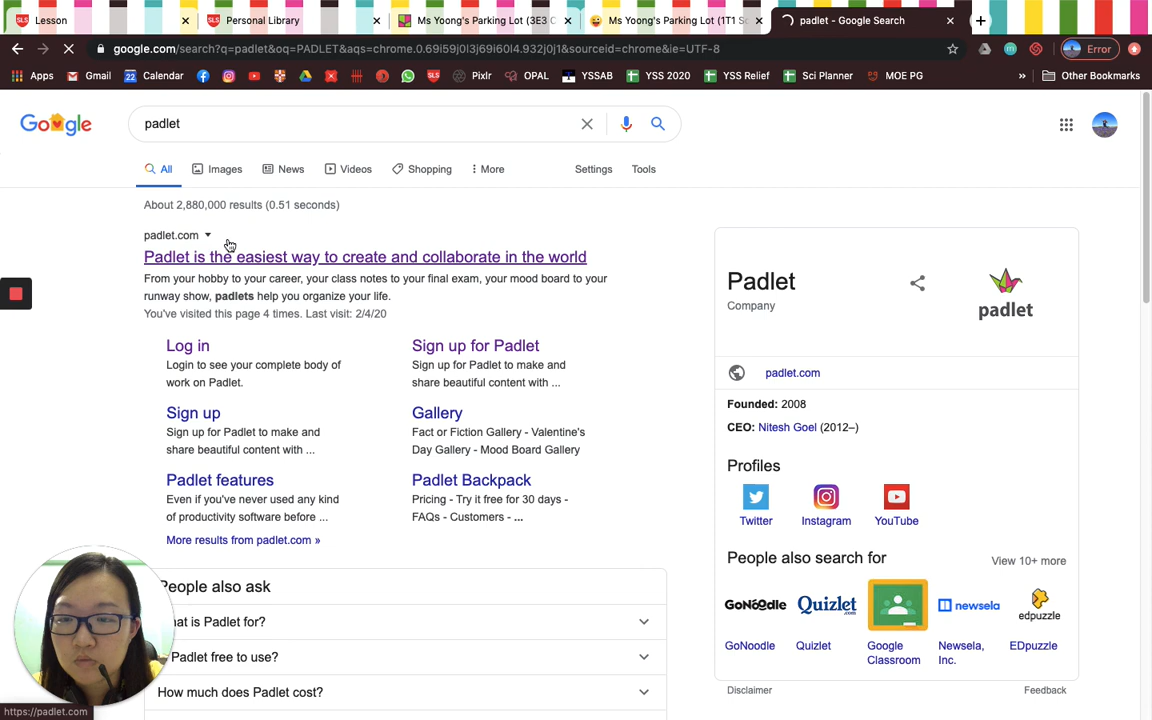 Lesson
Personal Library
Ms Yoong's Parking Lot (3E3 C
Ms Yoong's Parking Lot (1T1 Sc
padlet - Google Search
google.com/search?q=padlet&oq=PADLET&aqs=chrome.0.69i59j0l3j69i60l4.932j0j1&sourceid=chrome&ie=UTF-8
Error
Apps
Gmail
Calendar
Pixlr
OPAL
YSSAB
YSS 2020
YSS Relief
Sci Planner
MOE PG
»
Other Bookmarks
Google
padlet
All
Images
News
Videos
Shopping
More
Settings
Tools
About 2,880,000 results (0.51 seconds)
padlet.com
Padlet is the easiest way to create and collaborate in the world
From your hobby to your career, your class notes to your final exam, your mood board to your
runway show, padlets help you organize your life.
You've visited this page 4 times. Last visit: 2/4/20
Log in
Login to see your complete body of
work on Padlet.
Sign up for Padlet
Sign up for Padlet to make and
share beautiful content with ...
Sign up
Sign up for Padlet to make and
share beautiful content with ...
Gallery
Fact or Fiction Gallery - Valentine's
Day Gallery - Mood Board Gallery
Padlet features
Even if you've never used any kind
of productivity software before ...
Padlet Backpack
Pricing - Try it free for 30 days -
FAQs - Customers - ...
More results from padlet.com »
People also ask
hat is Padlet for?
Padlet free to use?
How much does Padlet cost?
Padlet
Company
padlet
padlet.com
Founded: 2008
CEO: Nitesh Goel (2012–)
Profiles
Twitter
Instagram
YouTube
People also search for
View 10+ more
GoNoodle
Quizlet
newsela
edpuzzle
GoNoodle
Quizlet
Google
Classroom
Newsela,
Inc.
EDpuzzle
Disclaimer
Feedback
https://padlet.com